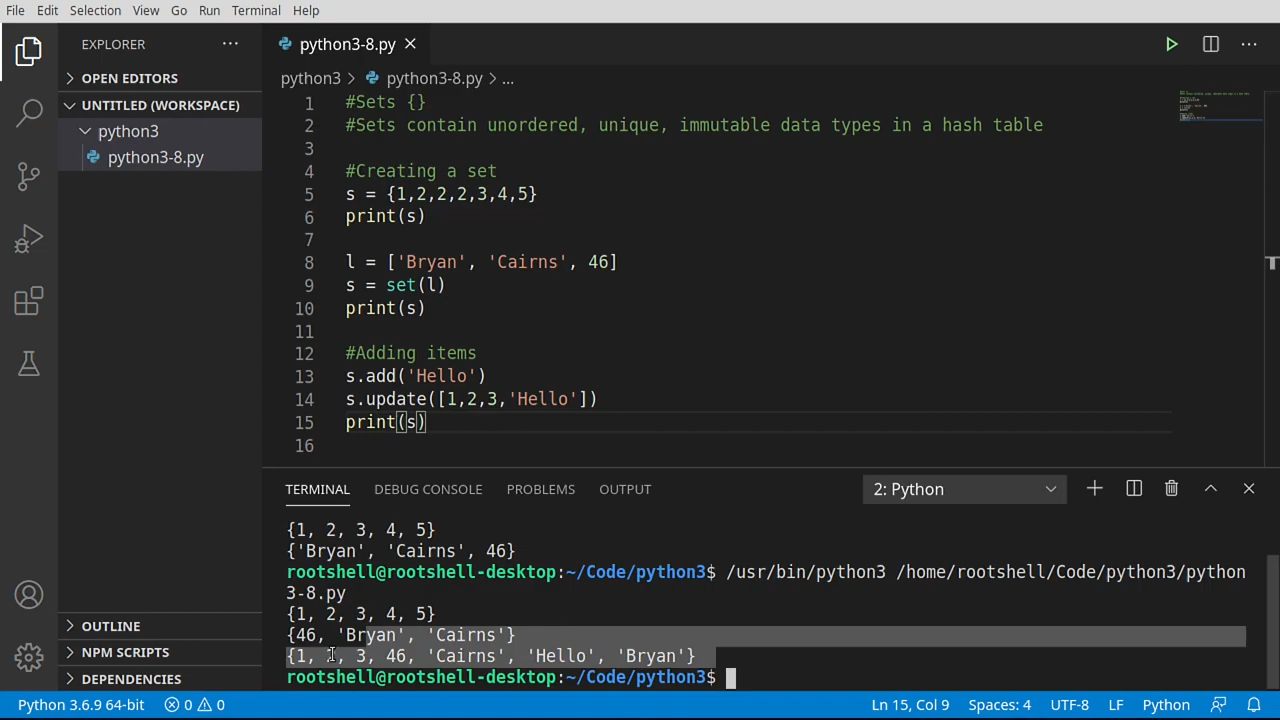 File Edit Selection View Go Run Terminal Help
EXPLORER ···
OPEN EDITORS
UNTITLED (WORKSPACE)
python3
python3-8.py
OUTLINE
NPM SCRIPTS
DEPENDENCIES
python3-8.py
python3 > python3-8.py > ...
1 #Sets {}
2 #Sets contain unordered, unique, immutable data types in a hash table
3
4 #Creating a set
5 s = {1,2,2,2,3,4,5}
6 print(s)
7
8 l = ['Bryan', 'Cairns', 46]
9 s = set(l)
10 print(s)
11
12 #Adding items
13 s.add('Hello')
14 s.update([1,2,3,'Hello'])
15 print(s)
16
TERMINAL DEBUG CONSOLE PROBLEMS OUTPUT 2: Python
{1, 2, 3, 4, 5}
{'Bryan', 'Cairns', 46}
rootshell@rootshell-desktop:~/Code/python3$ /usr/bin/python3 /home/rootshell/Code/python3/python
3-8.py
{1, 2, 3, 4, 5}
{46, 'Bryan', 'Cairns'}
{1, 2, 3, 46, 'Cairns', 'Hello', 'Bryan'}
rootshell@rootshell-desktop:~/Code/python3$
Python 3.6.9 64-bit 0 0 Ln 15, Col 9 Spaces: 4 UTF-8 LF Python